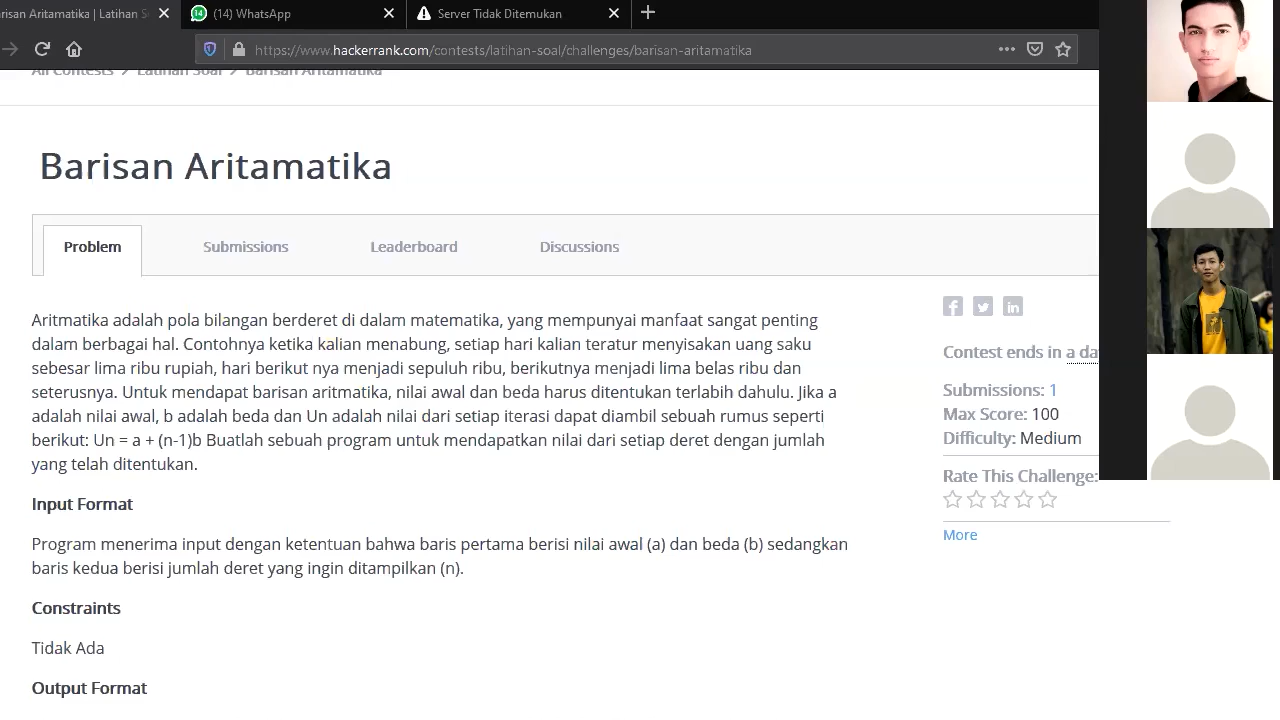 arisan Aritamatika | Latihan S
(14) WhatsApp
Server Tidak Ditemukan
https://www.hackerrank.com/contests/latihan-soal/challenges/barisan-aritamatika
All Contests > Latihan Soal > Barisan Aritamatika
Barisan Aritamatika
Problem
Submissions
Leaderboard
Discussions
Aritmatika adalah pola bilangan berderet di dalam matematika, yang mempunyai manfaat sangat penting
dalam berbagai hal. Contohnya ketika kalian menabung, setiap hari kalian teratur menyisakan uang saku
sebesar lima ribu rupiah, hari berikut nya menjadi sepuluh ribu, berikutnya menjadi lima belas ribu dan
seterusnya. Untuk mendapat barisan aritmatika, nilai awal dan beda harus ditentukan terlabih dahulu. Jika a
adalah nilai awal, b adalah beda dan Un adalah nilai dari setiap iterasi dapat diambil sebuah rumus seperti
berikut: Un = a + (n-1)b Buatlah sebuah program untuk mendapatkan nilai dari setiap deret dengan jumlah
yang telah ditentukan.
Input Format
Program menerima input dengan ketentuan bahwa baris pertama berisi nilai awal (a) dan beda (b) sedangkan
baris kedua berisi jumlah deret yang ingin ditampilkan (n).
Constraints
Tidak Ada
Output Format
Contest ends in a da
Submissions: 1
Max Score: 100
Difficulty: Medium
Rate This Challenge:
More